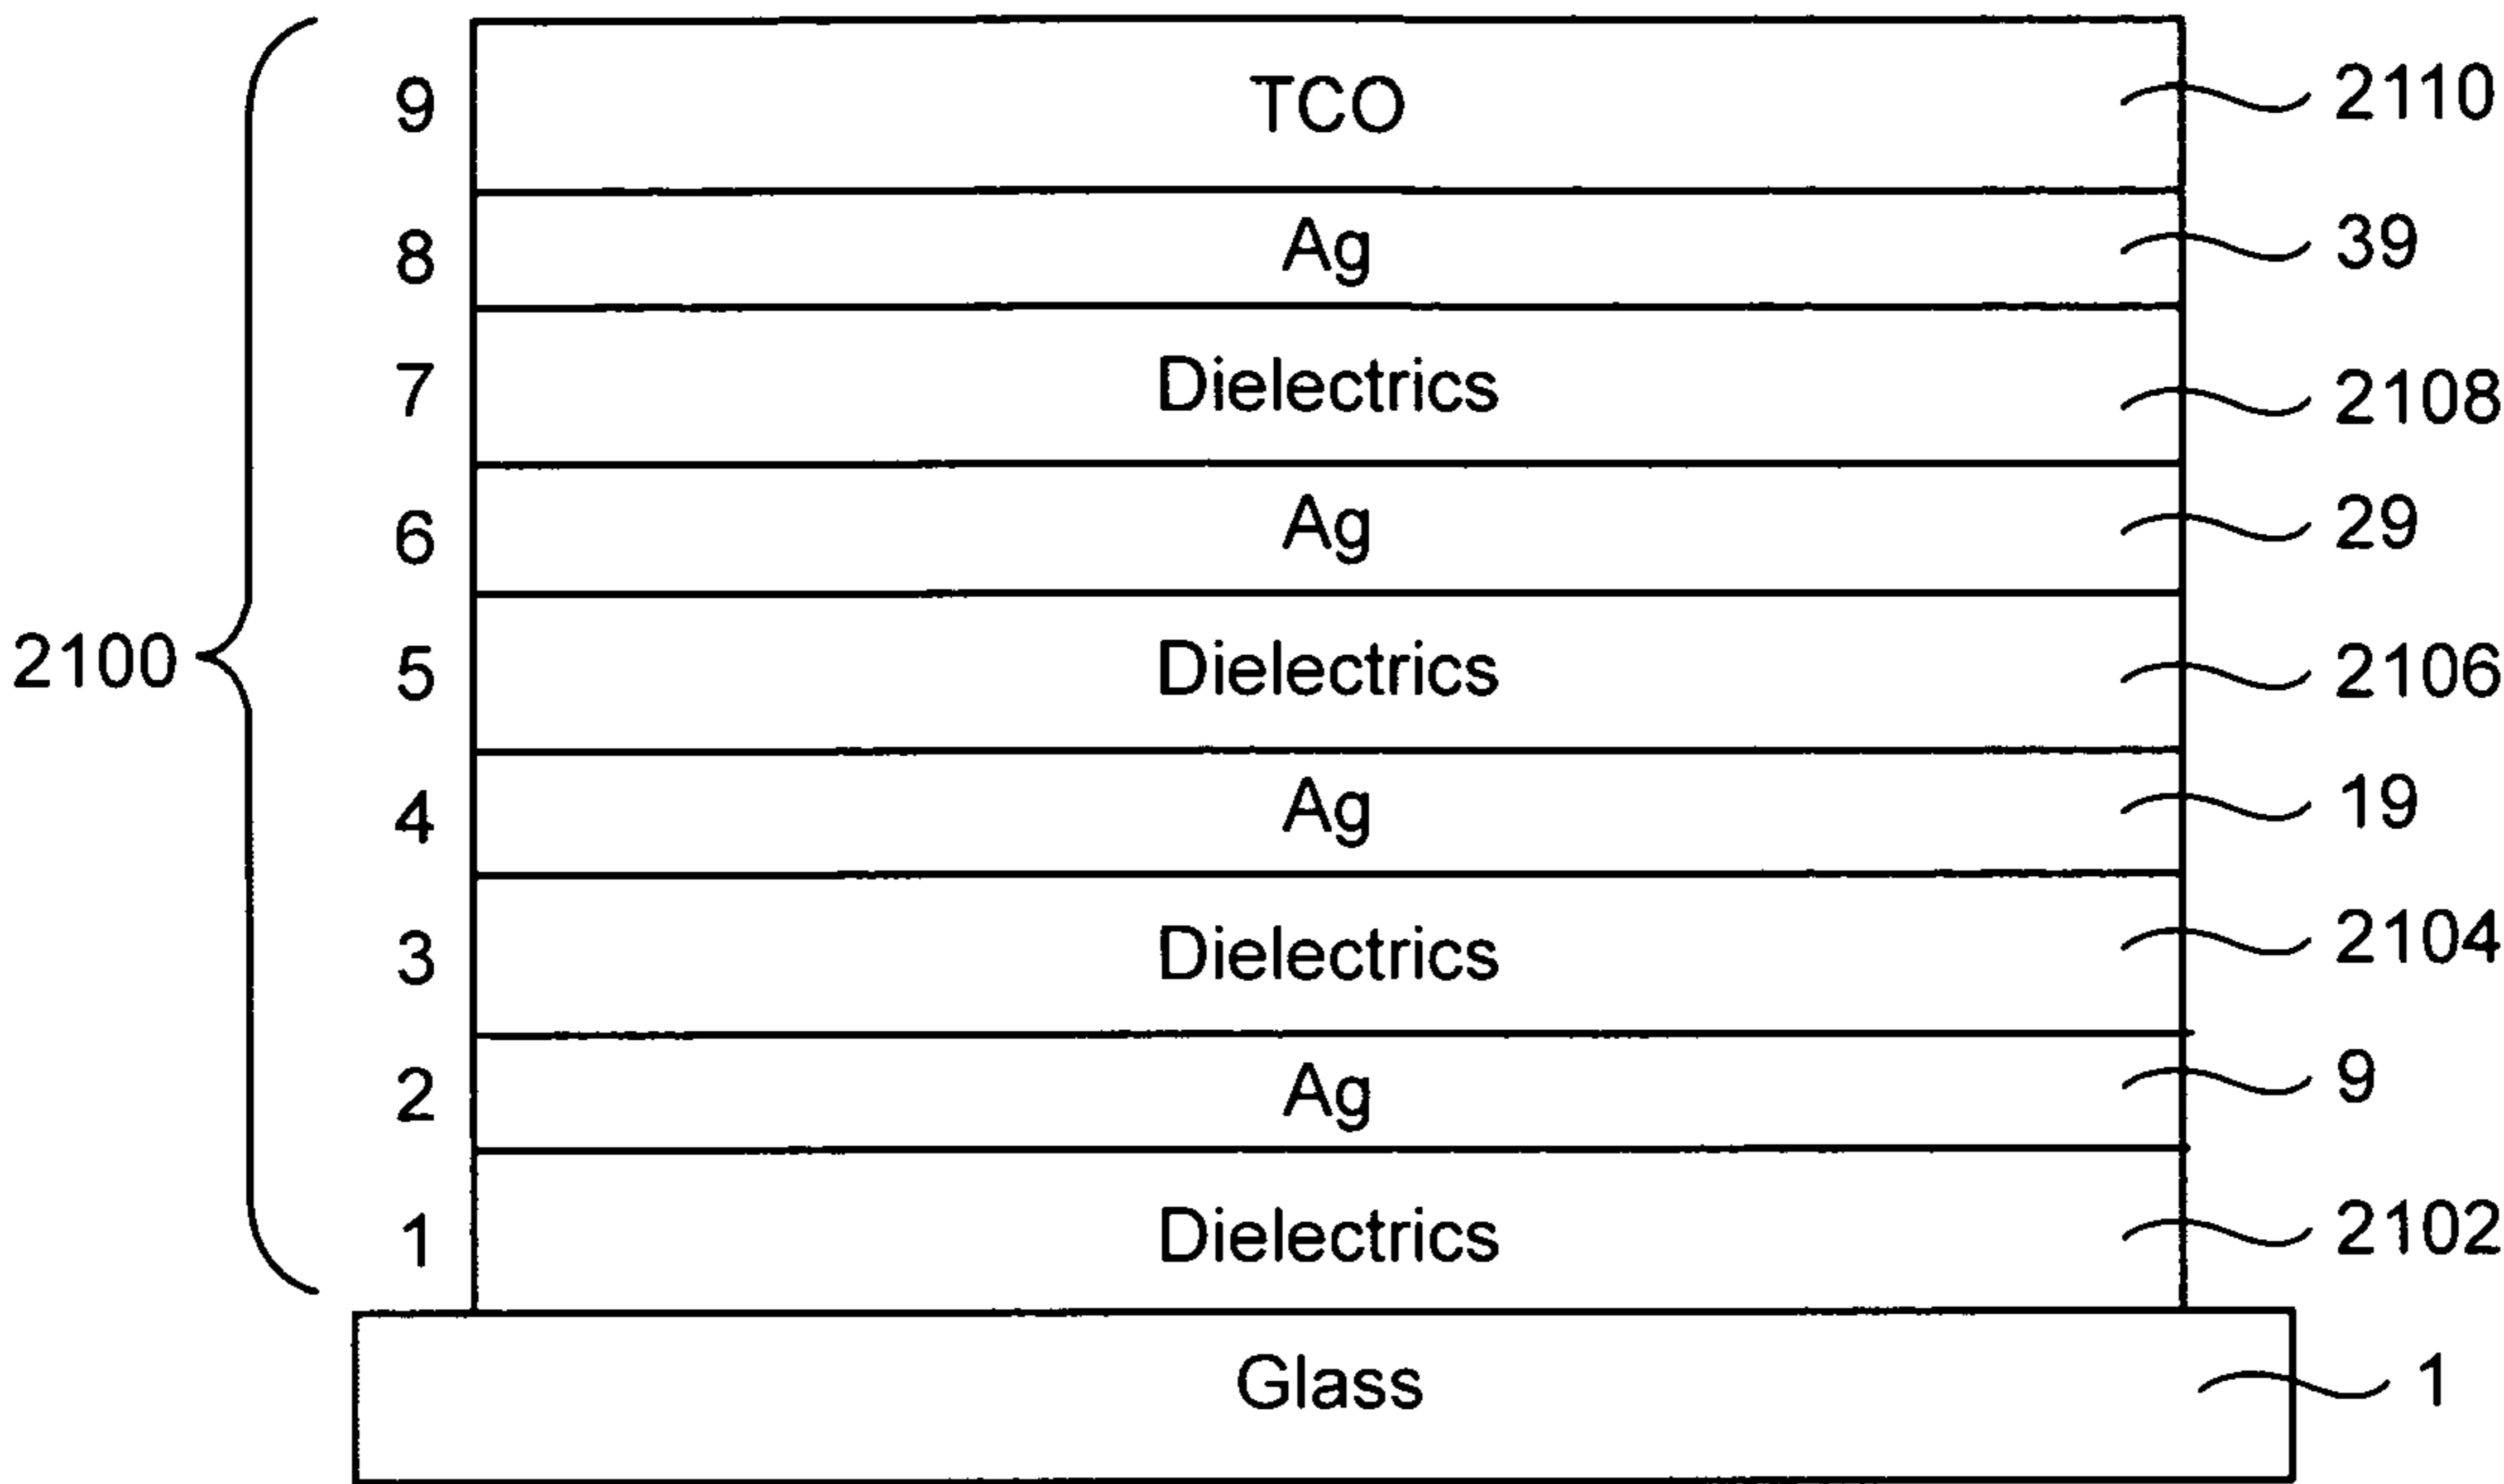 9 TCO 2110
8 Ag 39
7 Dielectrics 2108
6 Ag 29
2100 5 Dielectrics 2106
4 Ag 19
3 Dielectrics 2104
2 Ag 9
1 Dielectrics 2102
Glass 1